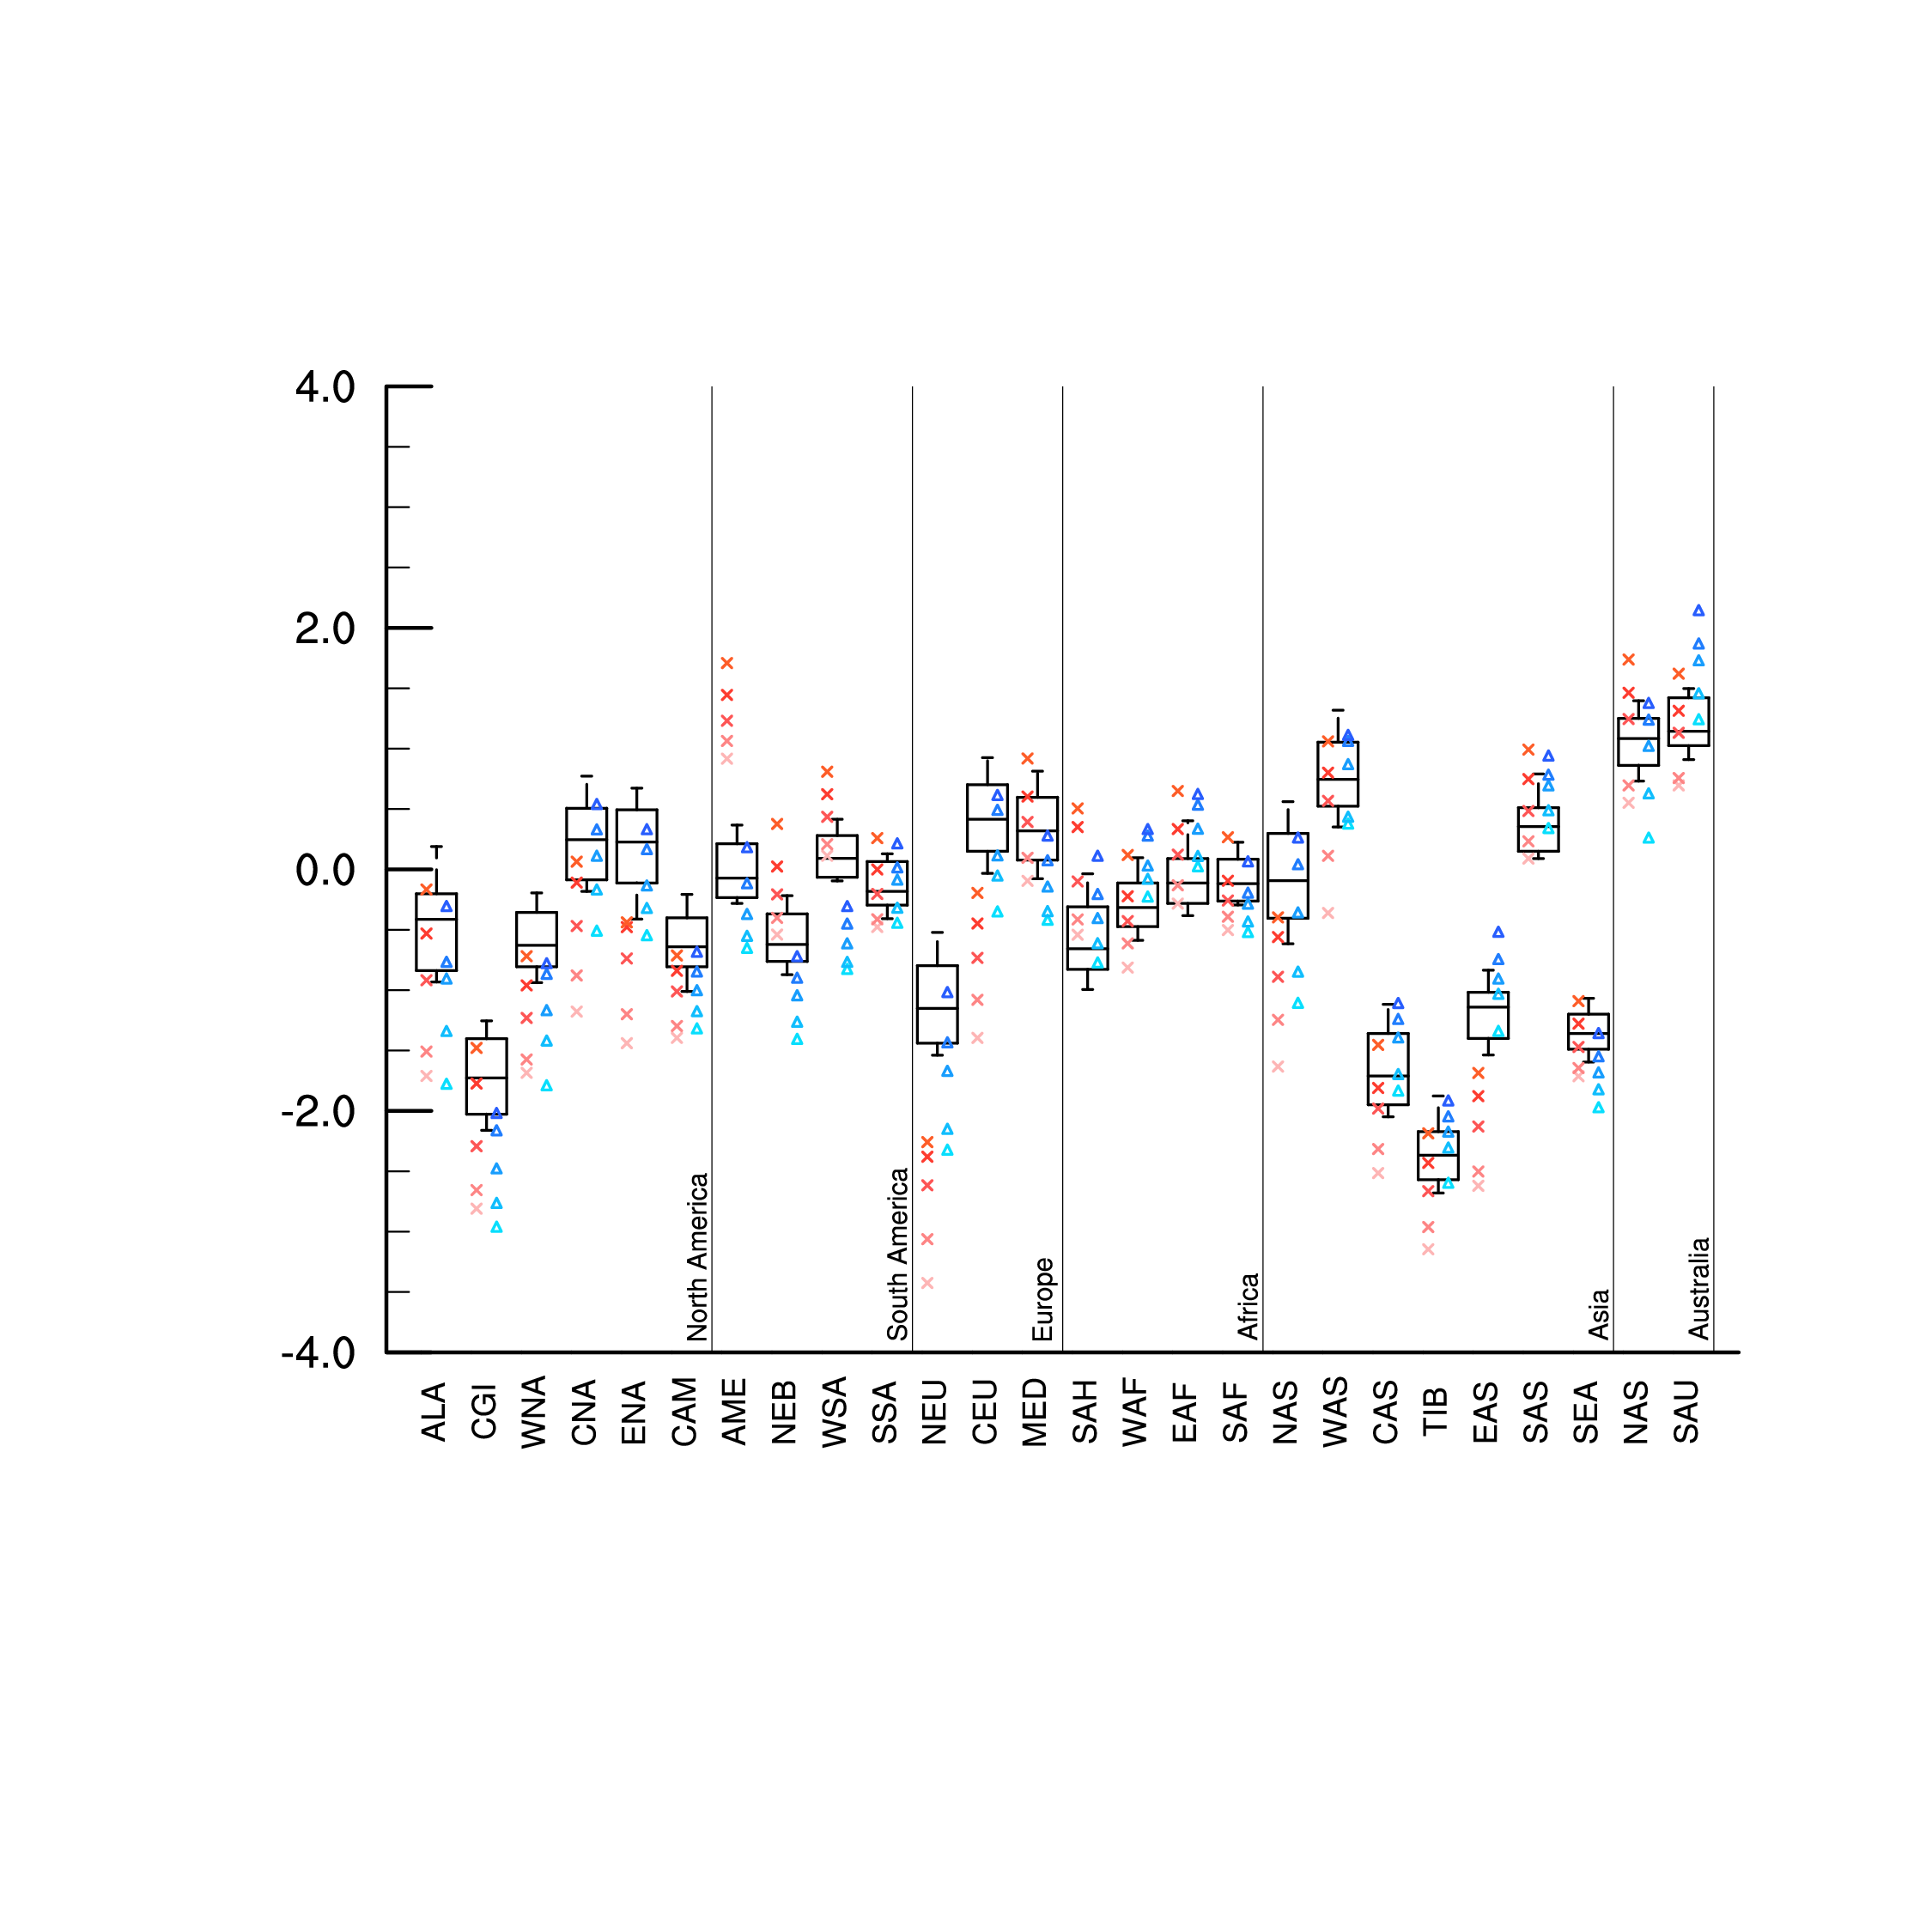 4.0
2.0
0.0
-2.0
-4.0
North America
South America
Europe
Africa
Asia
Australia
ALA
CGI
WNA
CNA
ENA
CAM
AME
NEB
WSA
SSA
NEU
CEU
MED
SAH
WAF
EAF
SAF
NAS
WAS
CAS
TIB
EAS
SAS
SEA
NAS
SAU